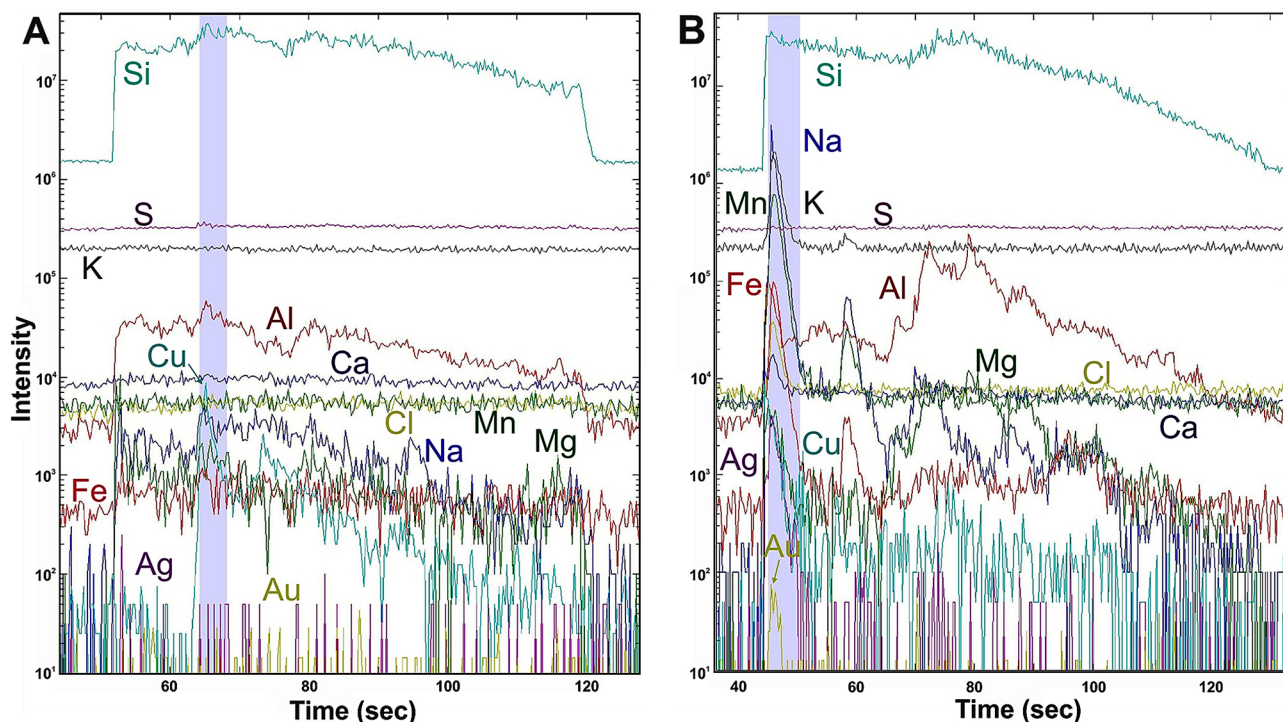 A
Si
S
K
Al
Cu
Ca
Cl
Mn
Na
Mg
Fe
Ag
Au
10⁷
10⁶
10⁵
10⁴
10³
10²
10¹
Intensity
60
80
100
120
Time (sec)
B
Si
Na
Mn
K
S
Fe
Al
Mg
Cl
Ca
Ag
Cu
Au
10⁷
10⁶
10⁵
10⁴
10³
10²
10¹
40
60
80
100
120
Time (sec)